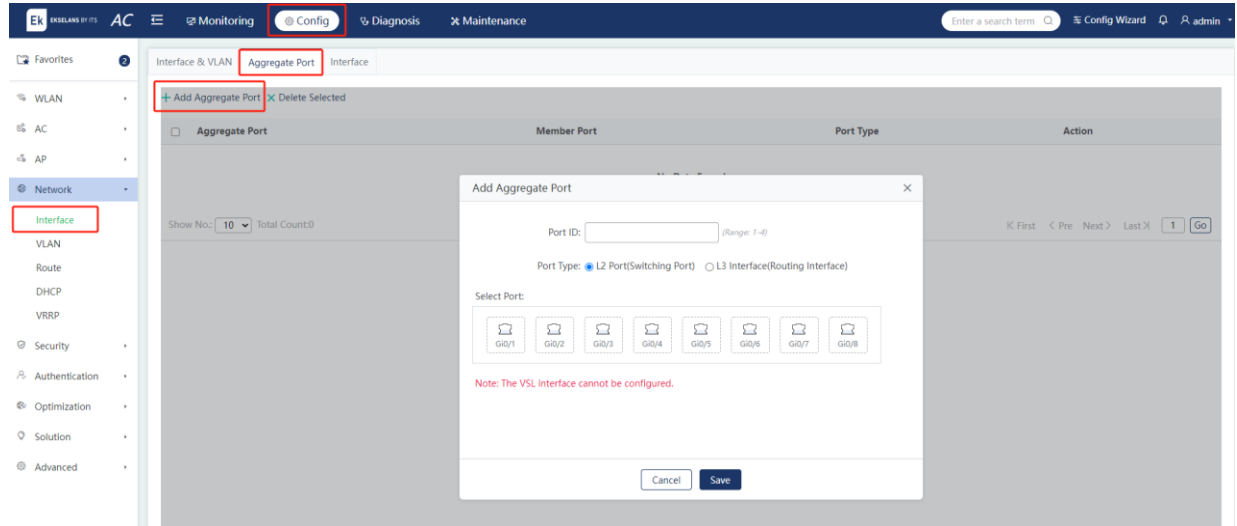 Ek EKSELANS BY ITS AC Monitoring Config Diagnosis Maintenance Enter a search term Config Wizard admin
Favorites 2
WLAN
AC
AP
Network
Interface
VLAN
Route
DHCP
VRRP
Security
Authentication
Optimization
Solution
Advanced
Interface & VLAN Aggregate Port Interface
+ Add Aggregate Port × Delete Selected
Aggregate Port Member Port Port Type Action
Show No.: 10 Total Count:0 First < Pre Next > Last 1 Go
Add Aggregate Port ×
Port ID: (Range: 1-4)
Port Type: L2 Port(Switching Port) L3 Interface(Routing Interface)
Select Port:
Gi0/1 Gi0/2 Gi0/3 Gi0/4 Gi0/5 Gi0/6 Gi0/7 Gi0/8
Note: The VSL interface cannot be configured.
Cancel Save